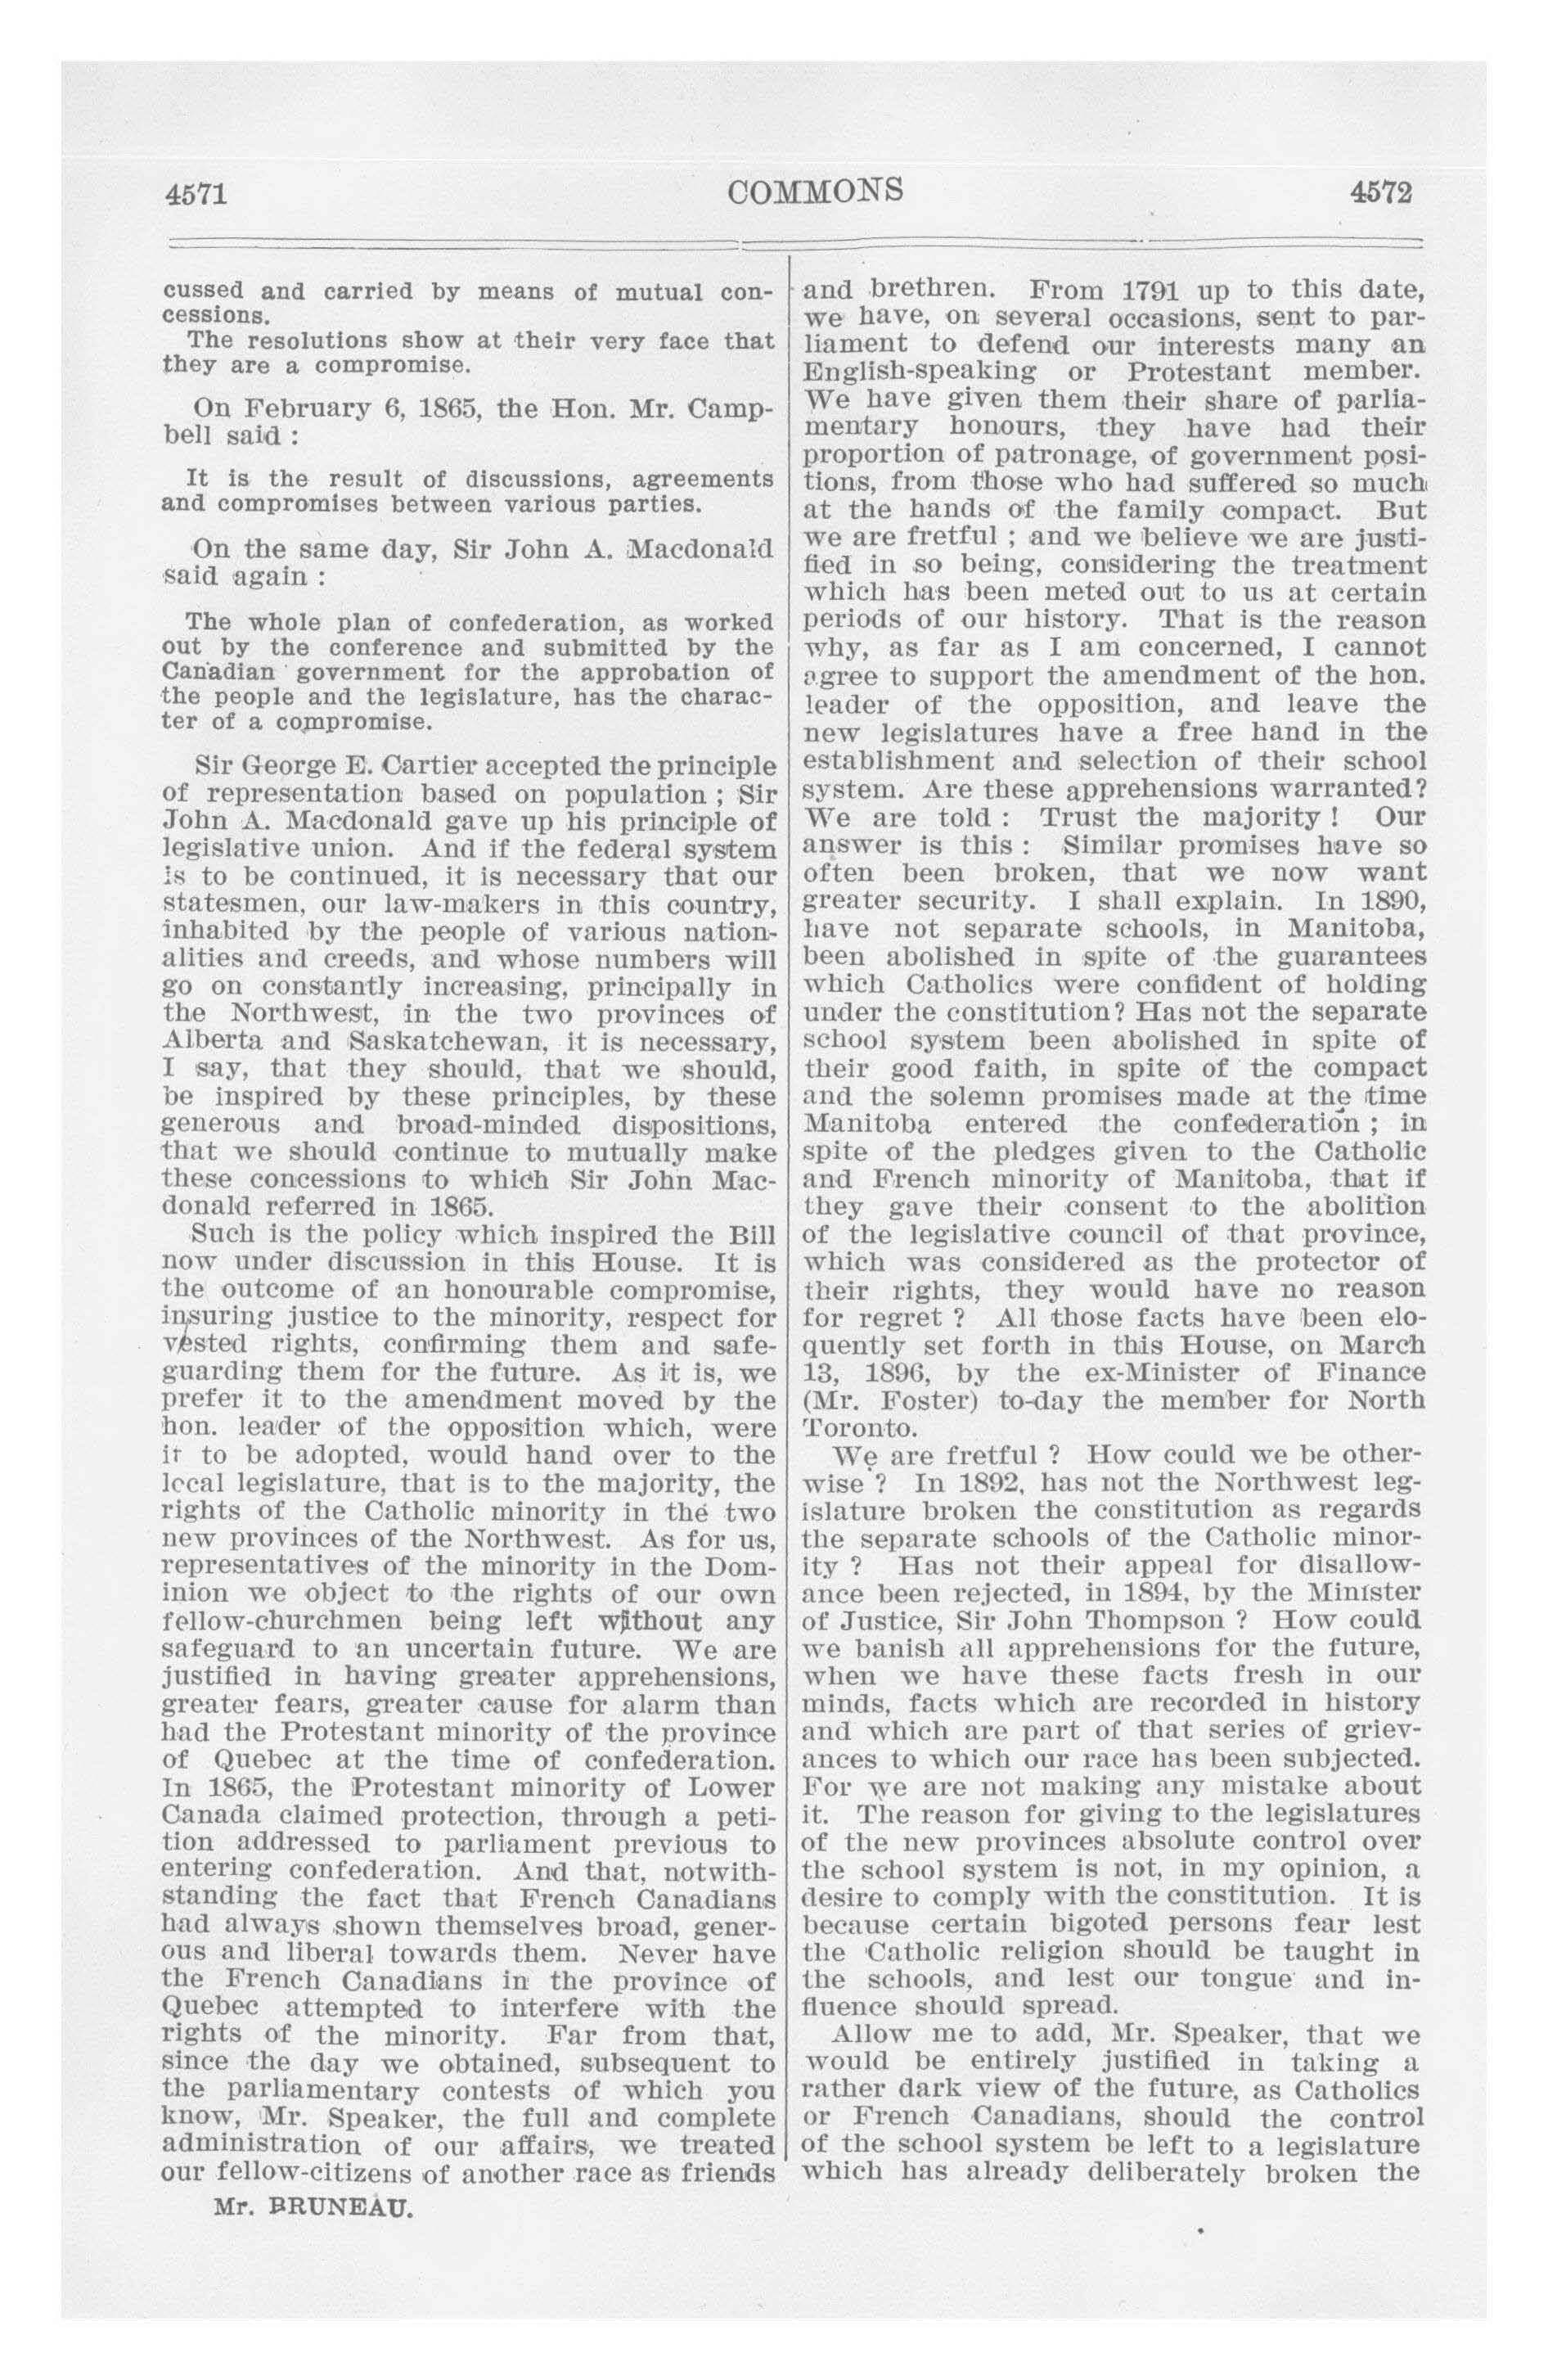 4571
COMMONS
4572
cussed and carried by means of mutual con-
cessions.
The resolutions show at their very face that
they are a compromise.
On February 6, 1865, the Hon. Mr. Camp-
bell said :
It is the result of discussions, agreements
and compromises between various parties.
On the same day, Sir John A. Macdonald
said again :
The whole plan of confederation, as worked
out by the conference and submitted by the
Canadian government for the approbation of
the people and the legislature, has the charac-
ter of a compromise.
Sir George E. Cartier accepted the principle
of representation based on population ; Sir
John A. Macdonald gave up his principle of
legislative union. And if the federal system
is to be continued, it is necessary that our
statesmen, our law-makers in this country,
inhabited by the people of various nation-
alities and creeds, and whose numbers will
go on constantly increasing, principally in
the Northwest, in the two provinces of
Alberta and Saskatchewan, it is necessary,
I say, that they should, that we should,
be inspired by these principles, by these
generous and broad-minded dispositions,
that we should continue to mutually make
these concessions to which Sir John Mac-
donald referred in 1865.
Such is the policy which inspired the Bill
now under discussion in this House. It is
the outcome of an honourable compromise,
insuring justice to the minority, respect for
vested rights, confirming them and safe-
guarding them for the future. As it is, we
prefer it to the amendment moved by the
hon. leader of the opposition which, were
it to be adopted, would hand over to the
local legislature, that is to the majority, the
rights of the Catholic minority in the two
new provinces of the Northwest. As for us,
representatives of the minority in the Dom-
inion we object to the rights of our own
fellow-churchmen being left without any
safeguard to an uncertain future. We are
justified in having greater apprehensions,
greater fears, greater cause for alarm than
had the Protestant minority of the province
of Quebec at the time of confederation.
In 1865, the Protestant minority of Lower
Canada claimed protection, through a peti-
tion addressed to parliament previous to
entering confederation. And that, notwith-
standing the fact that French Canadians
had always shown themselves broad, gener-
ous and liberal towards them. Never have
the French Canadians in the province of
Quebec attempted to interfere with the
rights of the minority. Far from that,
since the day we obtained, subsequent to
the parliamentary contests of which you
know, Mr. Speaker, the full and complete
administration of our affairs, we treated
our fellow-citizens of another race as friends
Mr. BRUNEAU.
and brethren. From 1791 up to this date,
we have, on several occasions, sent to par-
liament to defend our interests many an
English-speaking or Protestant member.
We have given them their share of parlia-
mentary honours, they have had their
proportion of patronage, of government posi-
tions, from those who had suffered so much
at the hands of the family compact. But
we are fretful ; and we believe we are justi-
fied in so being, considering the treatment
which has been meted out to us at certain
periods of our history. That is the reason
why, as far as I am concerned, I cannot
agree to support the amendment of the hon.
leader of the opposition, and leave the
new legislatures have a free hand in the
establishment and selection of their school
system. Are these apprehensions warranted?
We are told : Trust the majority ! Our
answer is this : Similar promises have so
often been broken, that we now want
greater security. I shall explain. In 1890,
have not separate schools, in Manitoba,
been abolished in spite of the guarantees
which Catholics were confident of holding
under the constitution? Has not the separate
school system been abolished in spite of
their good faith, in spite of the compact
and the solemn promises made at the time
Manitoba entered the confederation ; in
spite of the pledges given to the Catholic
and French minority of Manitoba, that if
they gave their consent to the abolition
of the legislative council of that province,
which was considered as the protector of
their rights, they would have no reason
for regret ? All those facts have been elo-
quently set forth in this House, on March
13, 1896, by the ex-Minister of Finance
(Mr. Foster) to-day the member for North
Toronto.
We are fretful ? How could we be other-
wise ? In 1892, has not the Northwest leg-
islature broken the constitution as regards
the separate schools of the Catholic minor-
ity ? Has not their appeal for disallow-
ance been rejected, in 1894, by the Minister
of Justice, Sir John Thompson ? How could
we banish all apprehensions for the future,
when we have these facts fresh in our
minds, facts which are recorded in history
and which are part of that series of griev-
ances to which our race has been subjected.
For we are not making any mistake about
it. The reason for giving to the legislatures
of the new provinces absolute control over
the school system is not, in my opinion, a
desire to comply with the constitution. It is
because certain bigoted persons fear lest
the Catholic religion should be taught in
the schools, and lest our tongue and in-
fluence should spread.
Allow me to add, Mr. Speaker, that we
would be entirely justified in taking a
rather dark view of the future, as Catholics
or French Canadians, should the control
of the school system be left to a legislature
which has already deliberately broken the